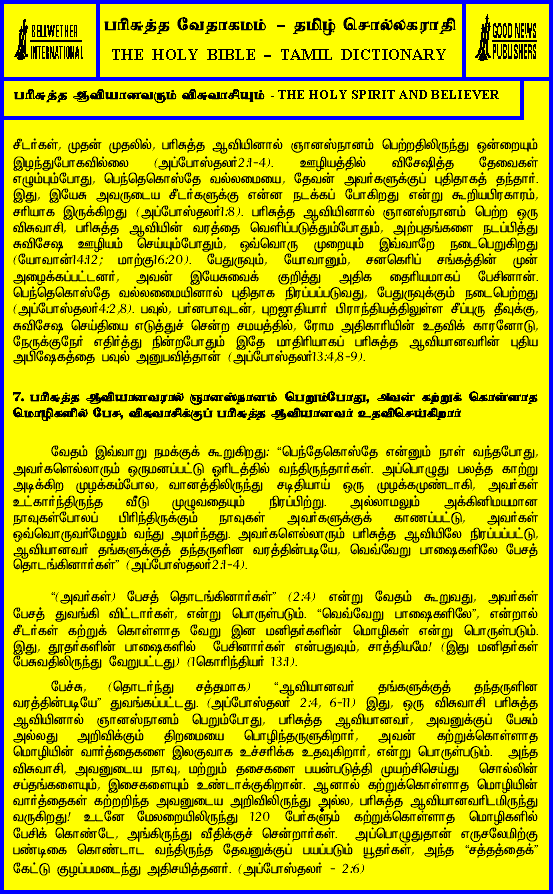 BELLWETHER
INTERNATIONAL
பரிசுத்த வேதாகமம் – தமிழ் சொல்லகராதி
THE HOLY BIBLE – TAMIL DICTIONARY
GOOD NEWS
PUBLISHERS
பரிசுத்த ஆவியானவரும் விசுவாசியும் - THE HOLY SPIRIT AND BELIEVER
சீடர்கள், முதன் முதலில், பரிசுத்த ஆவியினால் ஞானஸ்நானம் பெற்றதிலிருந்து ஒன்றையும்
இழந்துபோகவில்லை (அப்போஸ்தலர்2:1-4). ஊழியத்தில் விசேஷித்த தேவைகள்
எழும்பும்போது, பெந்தெகொஸ்தே வல்லமையை, தேவன் அவர்களுக்குப் புதிதாகத் தந்தார்.
இது, இயேசு அவருடைய சீடர்களுக்கு என்ன நடக்கப் போகிறது என்று கூறியபிரகாரம்,
சரியாக இருக்கிறது (அப்போஸ்தலர்1:8). பரிசுத்த ஆவியினால் ஞானஸ்நானம் பெற்ற ஒரு
விசுவாசி, பரிசுத்த ஆவியின் வரத்தை வெளிப்படுத்தும்போதும், அற்புதங்களை நடப்பித்து
சுவிசேஷ ஊழியம் செய்யும்போதும், ஒவ்வொரு முறையும் இவ்வாறே நடைபெறுகிறது
(யோவான்14:12; மாற்கு16:20). பேதுருவும், யோவானும், சனகெரிப் சங்கத்தின் முன்
அழைக்கப்பட்டனர், அவன் இயேசுவைக் குறித்து அதிக தைரியமாகப் பேசினான்.
பெந்தெகொஸ்தே வல்லமையினால் புதிதாக நிரப்பப்படுவது, பேதுருவுக்கும் நடைபெற்றது
(அப்போஸ்தலர்4:2,8). பவுல், பர்னபாவுடன், புறஜாதியார் பிராந்தியத்திலுள்ள சீப்புரு தீவுக்கு,
சுவிசேஷ செய்தியை எடுத்துச் சென்ற சமயத்தில், ரோம அதிகாரியின் உதவிக் காரனோடு,
நேருக்குநேர் எதிர்த்து நின்றபோதும் இதே மாதிரியாகப் பரிசுத்த ஆவியானவரின் புதிய
அபிஷேகத்தை பவுல் அனுபவித்தான் (அப்போஸ்தலர்13:4,8-9).
7. பரிசுத்த ஆவியானவரால் ஞானஸ்நானம் பெறும்போது, அவன் கற்றுக் கொள்ளாத
மொழிகளில் பேச, விசுவாசிக்குப் பரிசுத்த ஆவியானவர் உதவிசெய்கிறார்
வேதம் இவ்வாறு நமக்குக் கூறுகிறது: “பெந்தேகொஸ்தே என்னும் நாள் வந்தபோது,
அவர்களெல்லாரும் ஒருமனப்பட்டு ஓரிடத்தில் வந்திருந்தார்கள். அப்பொழுது பலத்த காற்று
அடிக்கிற முழக்கம்போல, வானத்திலிருந்து சடிதியாய் ஒரு முழக்கமுண்டாகி, அவர்கள்
உட்கார்ந்திருந்த வீடு முழுவதையும் நிரப்பிற்று. அல்லாமலும் அக்கினிமயமான
நாவுகள்போலப் பிரிந்திருக்கும் நாவுகள் அவர்களுக்குக் காணப்பட்டு, அவர்கள்
ஒவ்வொருவர்மேலும் வந்து அமர்ந்தது. அவர்களெல்லாரும் பரிசுத்த ஆவியிலே நிரப்பப்பட்டு,
ஆவியானவர் தங்களுக்குத் தந்தருளின வரத்தின்படியே, வெவ்வேறு பாஷைகளிலே பேசத்
தொடங்கினார்கள்” (அப்போஸ்தலர்2:1-4).
“(அவர்கள்) பேசத் தொடங்கினார்கள்” (2:4) என்று வேதம் கூறுவது, அவர்கள்
பேசத் துவங்கி விட்டார்கள், என்று பொருள்படும். “வெவ்வேறு பாஷைகளிலே”, என்றால்
சீடர்கள் கற்றுக் கொள்ளாத வேறு இன மனிதர்களின் மொழிகள் என்று பொருள்படும்.
இது, தூதர்களின் பாஷைகளில் பேசினார்கள் என்பதுவும், சாத்தியமே! (இது மனிதர்கள்
பேசுவதிலிருந்து வேறுபட்டது) (1கொரிந்தியர் 13:1).
பேச்சு, (தொடர்ந்து சத்தமாக) “ஆவியானவர் தங்களுக்குத் தந்தருளின
வரத்தின்படியே” துவங்கப்பட்டது. (அப்போஸ்தலர் 2:4, 6-11) இது, ஒரு விசுவாசி பரிசுத்த
ஆவியினால் ஞானஸ்நானம் பெறும்போது, பரிசுத்த ஆவியானவர், அவனுக்குப் பேசும்
அல்லது அறிவிக்கும் திறமையை பொழிந்தருளுகிறார், அவன் கற்றுக்கொள்ளாத
மொழியின் வார்த்தைகளை இலகுவாக உச்சரிக்க உதவுகிறார், என்று பொருள்படும். அந்த
விசுவாசி, அவனுடைய நாவு, மற்றும் தசைகளை பயன்படுத்தி முயற்சிசெய்து சொல்லின்
சப்தங்களையும், இசைகளையும் உண்டாக்குகிறான். ஆனால் கற்றுக்கொள்ளாத மொழியின்
வார்த்தைகள் கற்றறிந்த அவனுடைய அறிவிலிருந்து அல்ல, பரிசுத்த ஆவியானவரிடமிருந்து
வருகிறது! உடனே மேலறையிலிருந்து 120 பேர்களும் கற்றுக்கொள்ளாத மொழிகளில்
பேசிக் கொண்டே, அங்கிருந்து வீதிக்குச் சென்றார்கள். அப்பொழுதுதான் எருசலேமிற்கு
பண்டிகை கொண்டாட வந்திருந்த தேவனுக்குப் பயப்படும் யூதர்கள், அந்த “சத்தத்தைக்”
கேட்டு குழப்பமடைந்து அதிசயித்தனர். (அப்போஸ்தலர் - 2:6)